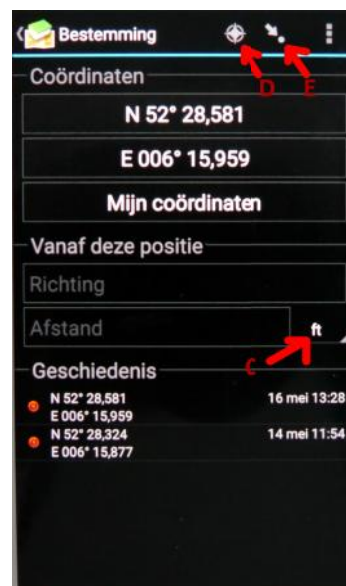 Bestemming
D E
Coördinaten
N 52° 28,581
E 006° 15,959
Mijn coördinaten
Vanaf deze positie
Richting
Afstand ft
C
Geschiedenis
N 52° 28,581 16 mei 13:28
E 006° 15,959
N 52° 28,324 14 mei 11:54
E 006° 15,877